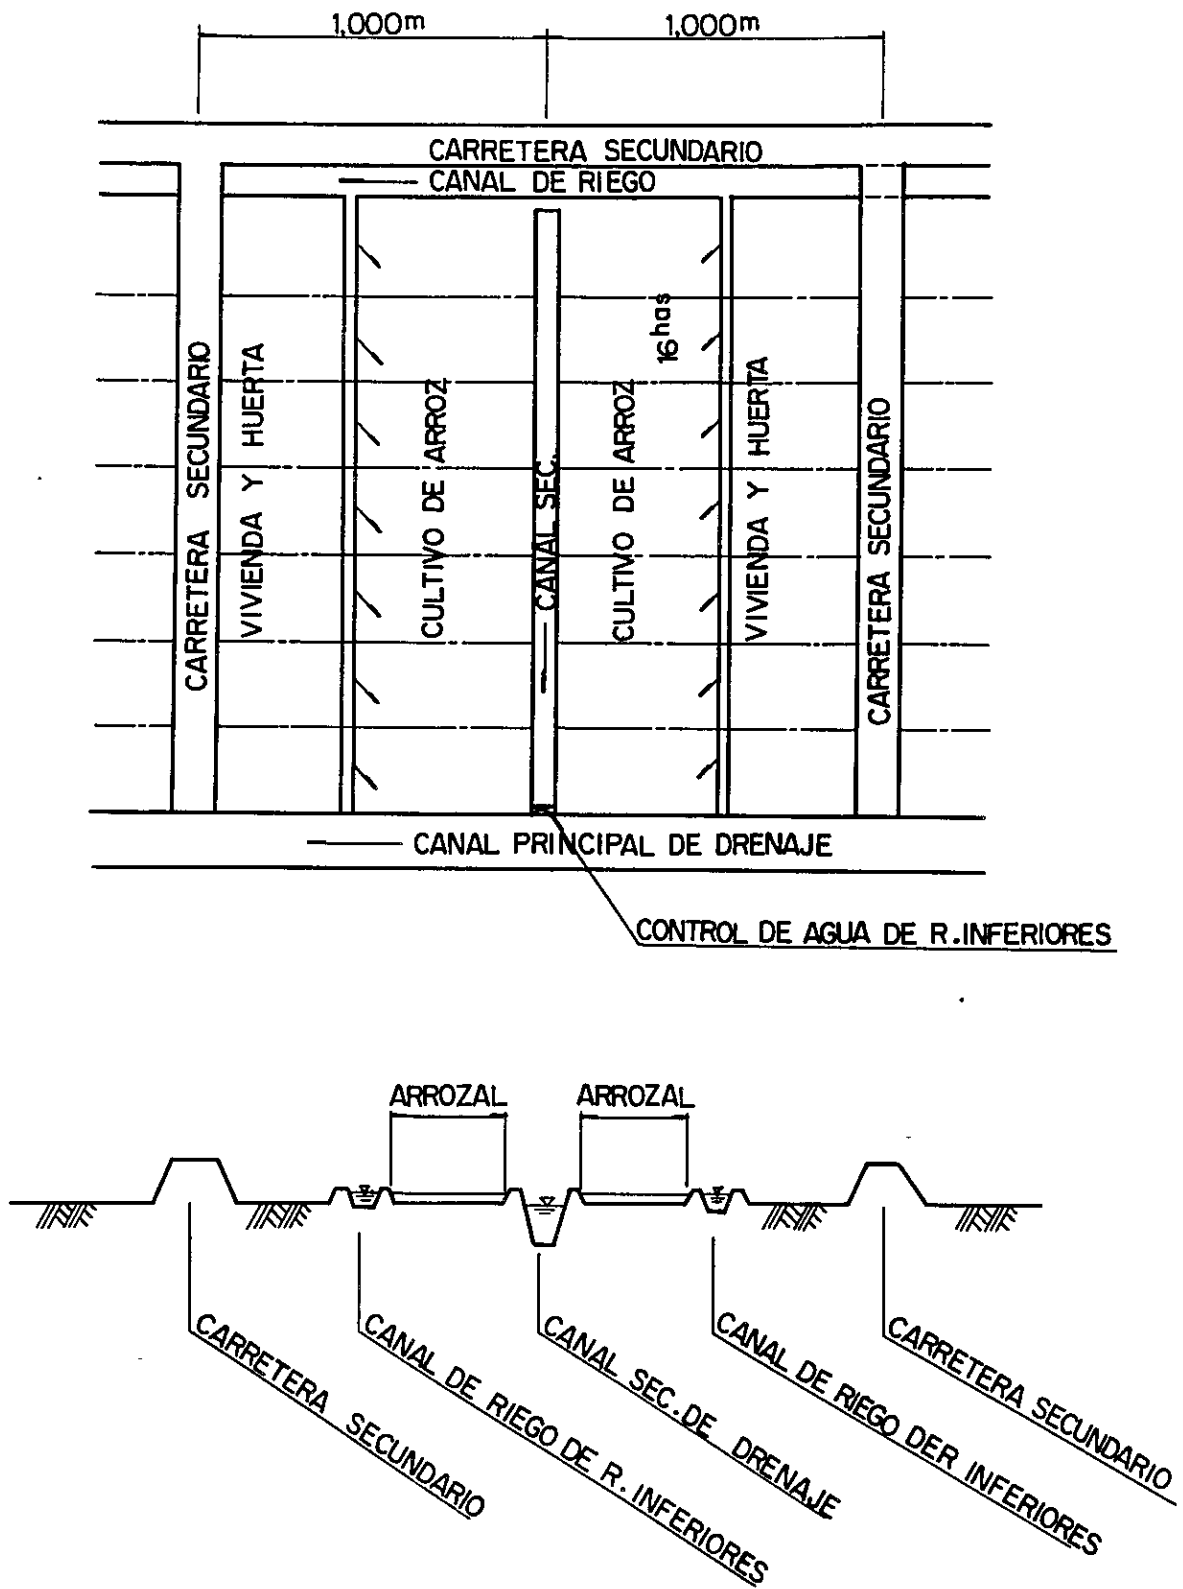 1,000m
1,000m
CARRETERA SECUNDARIO
CANAL DE RIEGO
CARRETERA SECUNDARIO
VIVIENDA Y HUERTA
CULTIVO DE ARROZ
CANAL SEC.
CULTIVO DE ARROZ
16 has
VIVIENDA Y HUERTA
CARRETERA SECUNDARIO
CANAL PRINCIPAL DE DRENAJE
CONTROL DE AGUA DE R.INFERIORES
ARROZAL
ARROZAL
CARRETERA SECUNDARIO
CANAL DE RIEGO DE R. INFERIORES
CANAL SEC. DE DRENAJE
CANAL DE RIEGO DER INFERIORES
CARRETERA SECUNDARIO